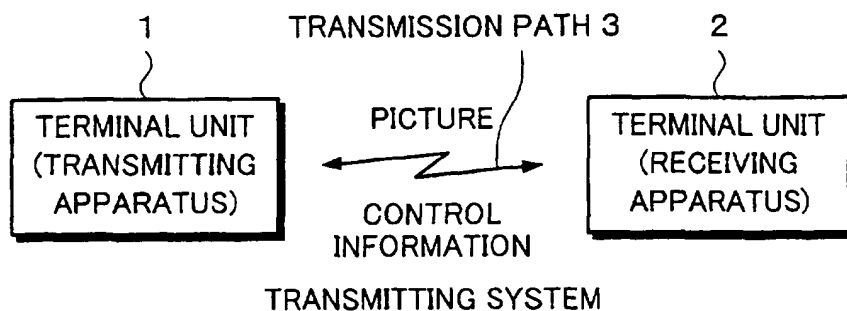 1
TRANSMISSION PATH 3
2
TERMINAL UNIT
(TRANSMITTING
APPARATUS)
PICTURE
CONTROL
INFORMATION
TERMINAL UNIT
(RECEIVING
APPARATUS)
TRANSMITTING SYSTEM